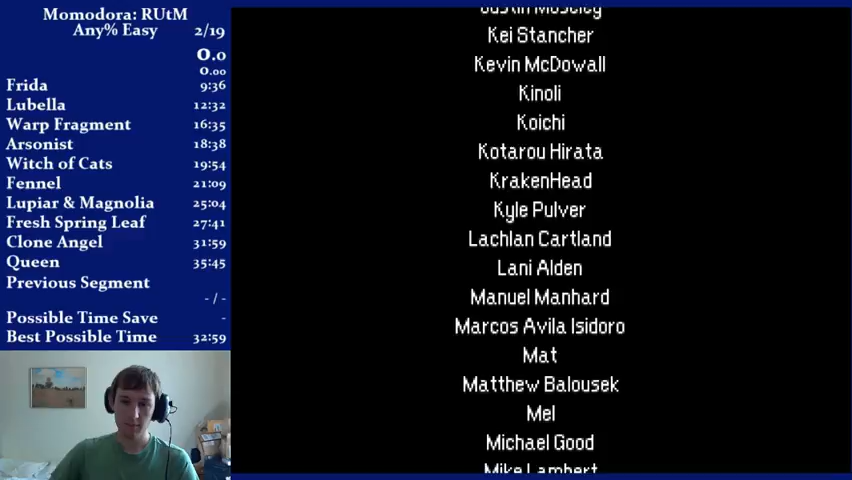 Momodora: RUtM
Any% Easy 2/19
0.0
0.00
Frida 9:36
Lubella 12:32
Warp Fragment 16:35
Arsonist 18:38
Witch of Cats 19:54
Fennel 21:09
Lupiar & Magnolia 25:04
Fresh Spring Leaf 27:41
Clone Angel 31:59
Queen 35:45
Previous Segment
- / -
Possible Time Save -
Best Possible Time 32:59
Justin Moseley
Kei Stancher
Kevin McDowall
Kinoli
Koichi
Kotarou Hirata
KrakenHead
Kyle Pulver
Lachlan Cartland
Lani Alden
Manuel Manhard
Marcos Avila Isidoro
Mat
Matthew Balousek
Mel
Michael Good
Mike Lambert